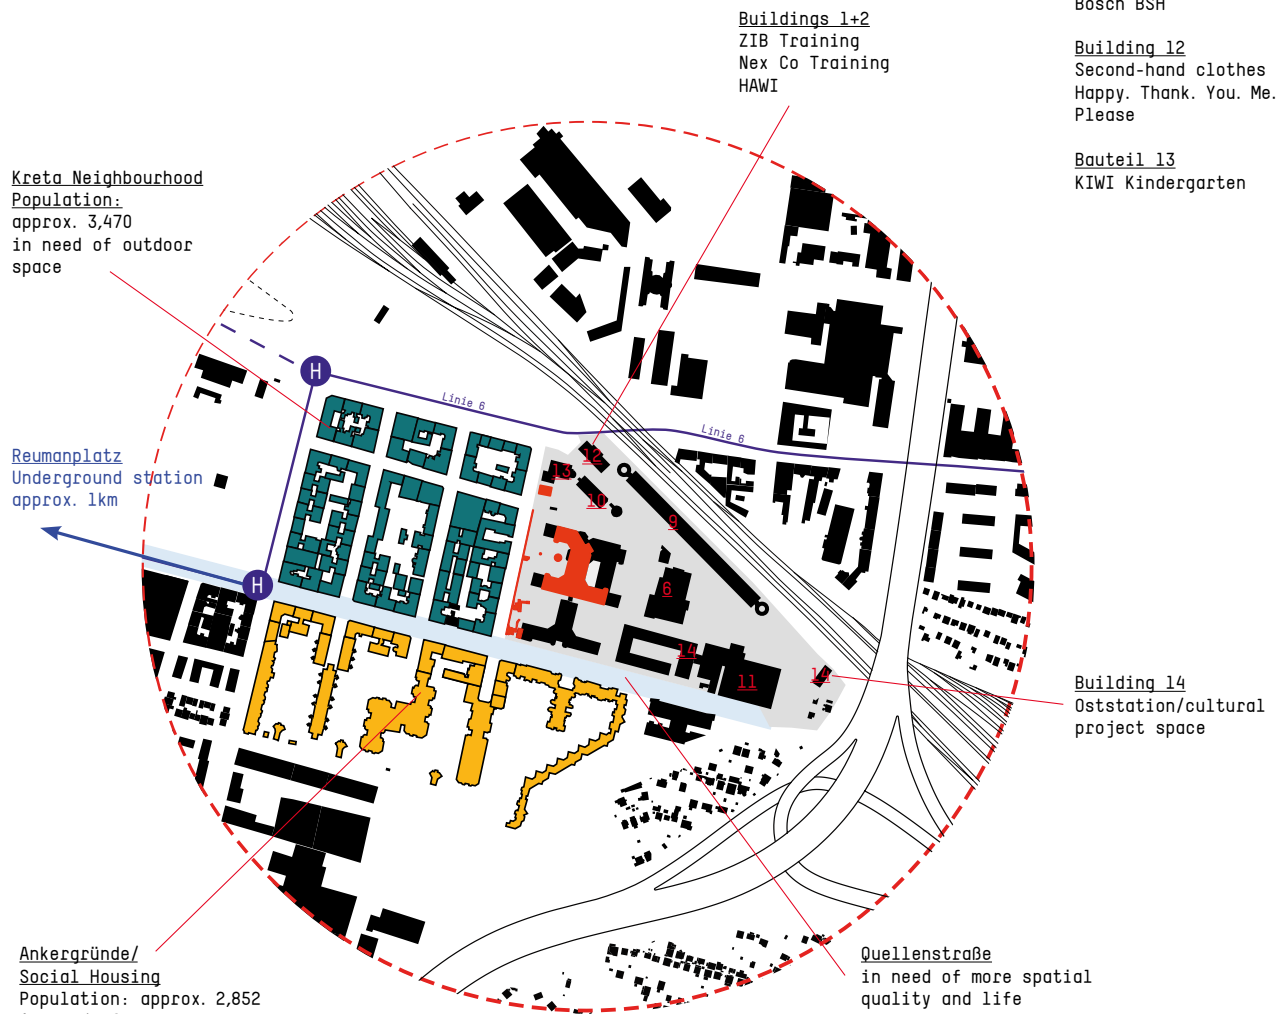 Buildings 1+2
ZIB Training
Nex Co Training
HAWI
Bosch BSH
Building 12
Second-hand clothes
Happy. Thank. You. Me.
Please
Bauteil 13
KIWI Kindergarten
Kreta Neighbourhood
Population:
approx. 3,470
in need of outdoor
space
H
Linie 6
Linie 6
Reumanplatz
Underground station
approx. 1km
H
12
13
10
9
6
14
11
14
Building 14
Oststation/cultural
project space
Ankergründe/
Social Housing
Population: approx. 2,852
Quellenstraße
in need of more spatial
quality and life